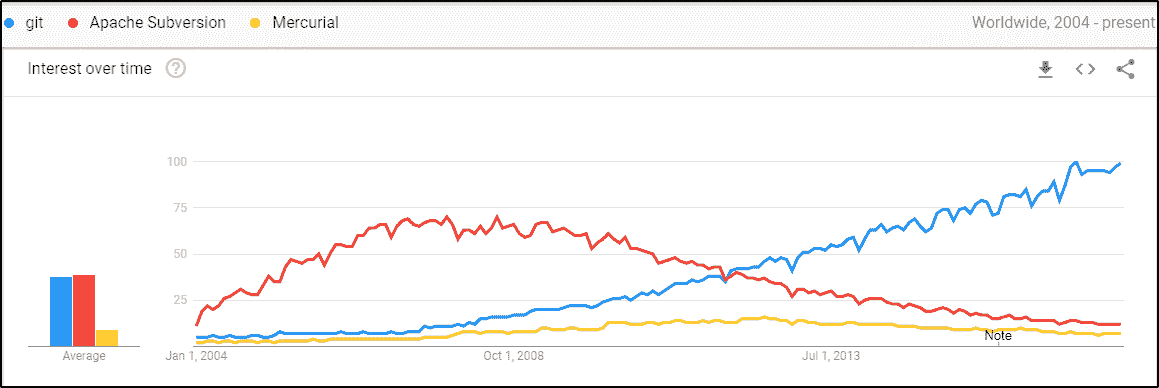 git Apache Subversion Mercurial Worldwide, 2004 - present
Interest over time ?
100
75
50
25
Note
Average Jan 1, 2004 Oct 1, 2008 Jul 1, 2013